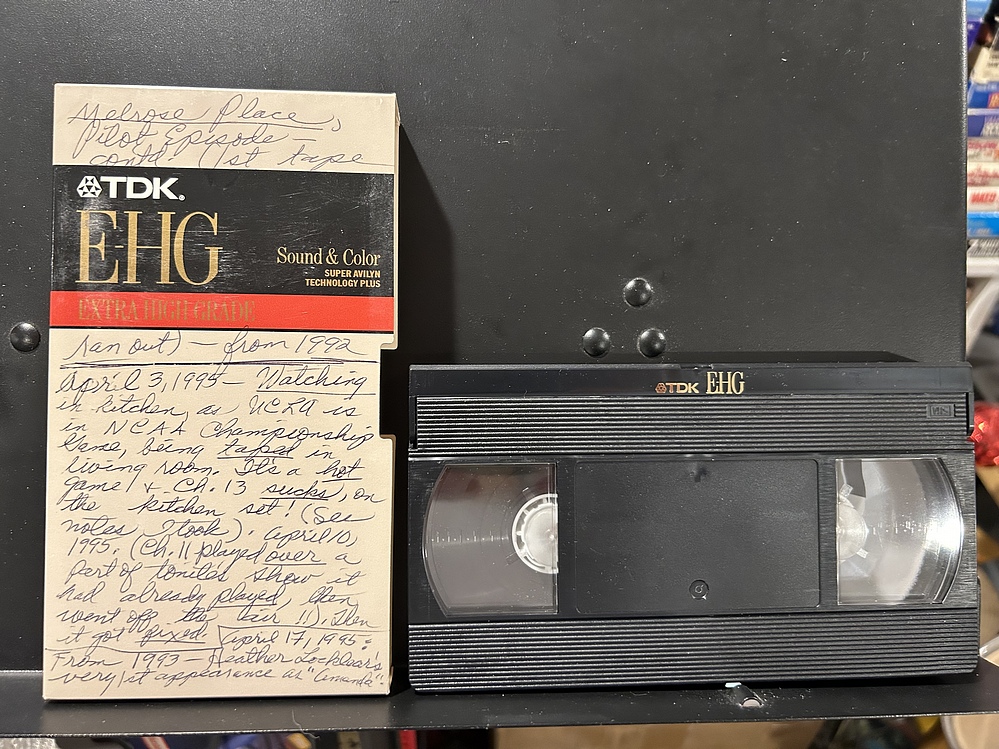 Melrose Place,
Pilot Episode —
contd (1st tape
TDK.
E-HG
Sound & Color
SUPER AVILYN
TECHNOLOGY PLUS
EXTRA HIGH GRADE
ran out) — from 1992
April 3, 1995 — Watching
in kitchen, as UCLA is
in NCAA Championship
Game, being taped in
living room. It's a hot
game! & Ch. 13 sucks, on
the kitchen set! (See
notes I took). April 10,
1995. (Ch. 11 played over a
part of tonite's show it
had already played, then
went off the air !!). Then
it got fixed. April 17, 1995:
From 1993 — Heather Locklear's
very 1st appearance as "Amanda".
TDK EHG
VHS